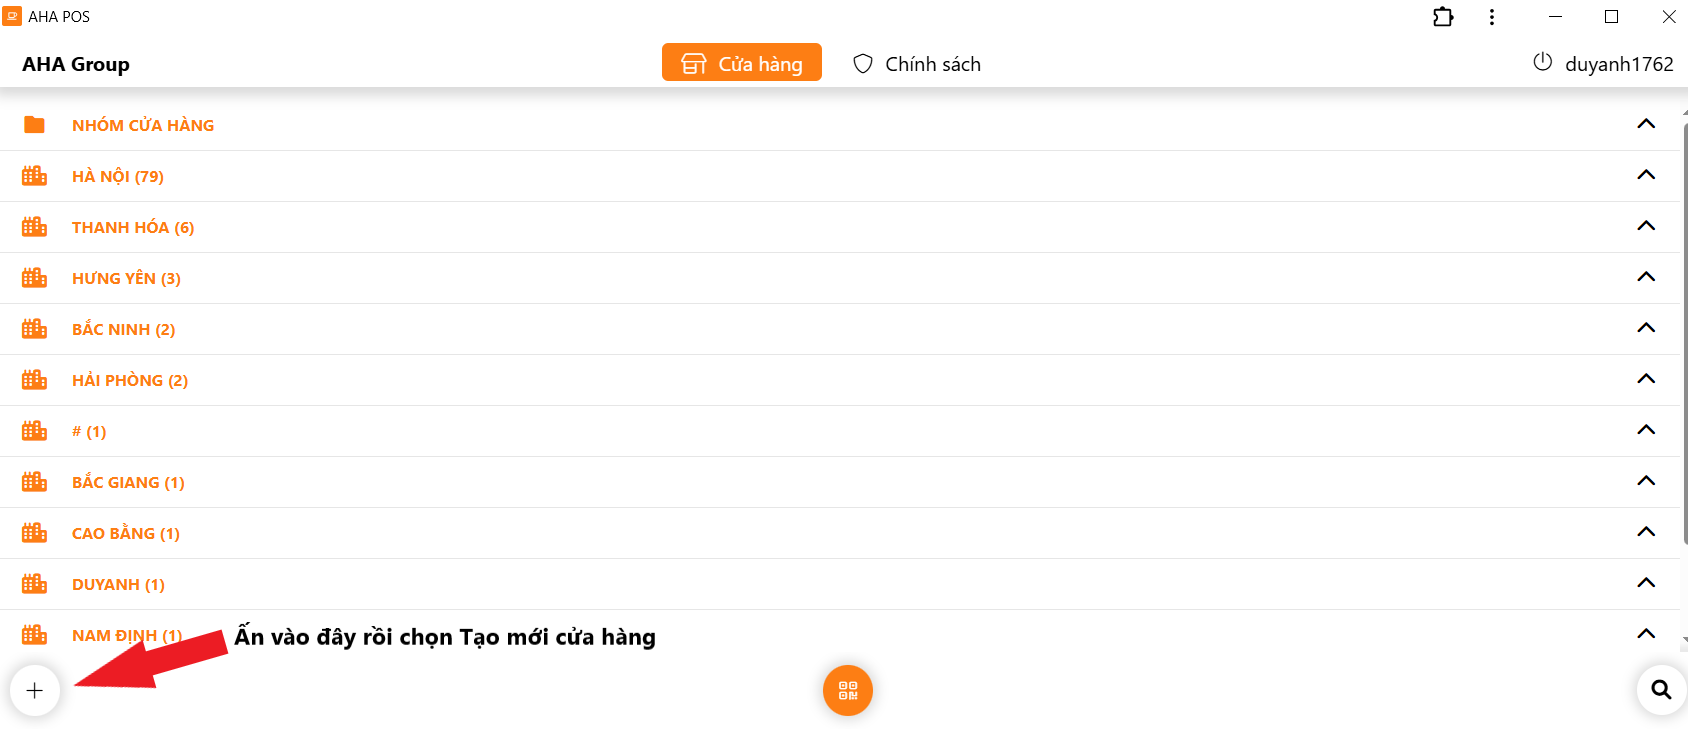 AHA POS
AHA Group
Cửa hàng
Chính sách
duyanh1762
NHÓM CỬA HÀNG
HÀ NỘI (79)
THANH HÓA (6)
HƯNG YÊN (3)
BẮC NINH (2)
HẢI PHÒNG (2)
# (1)
BẮC GIANG (1)
CAO BẰNG (1)
DUYANH (1)
NAM ĐỊNH (1)
Ấn vào đây rồi chọn Tạo mới cửa hàng